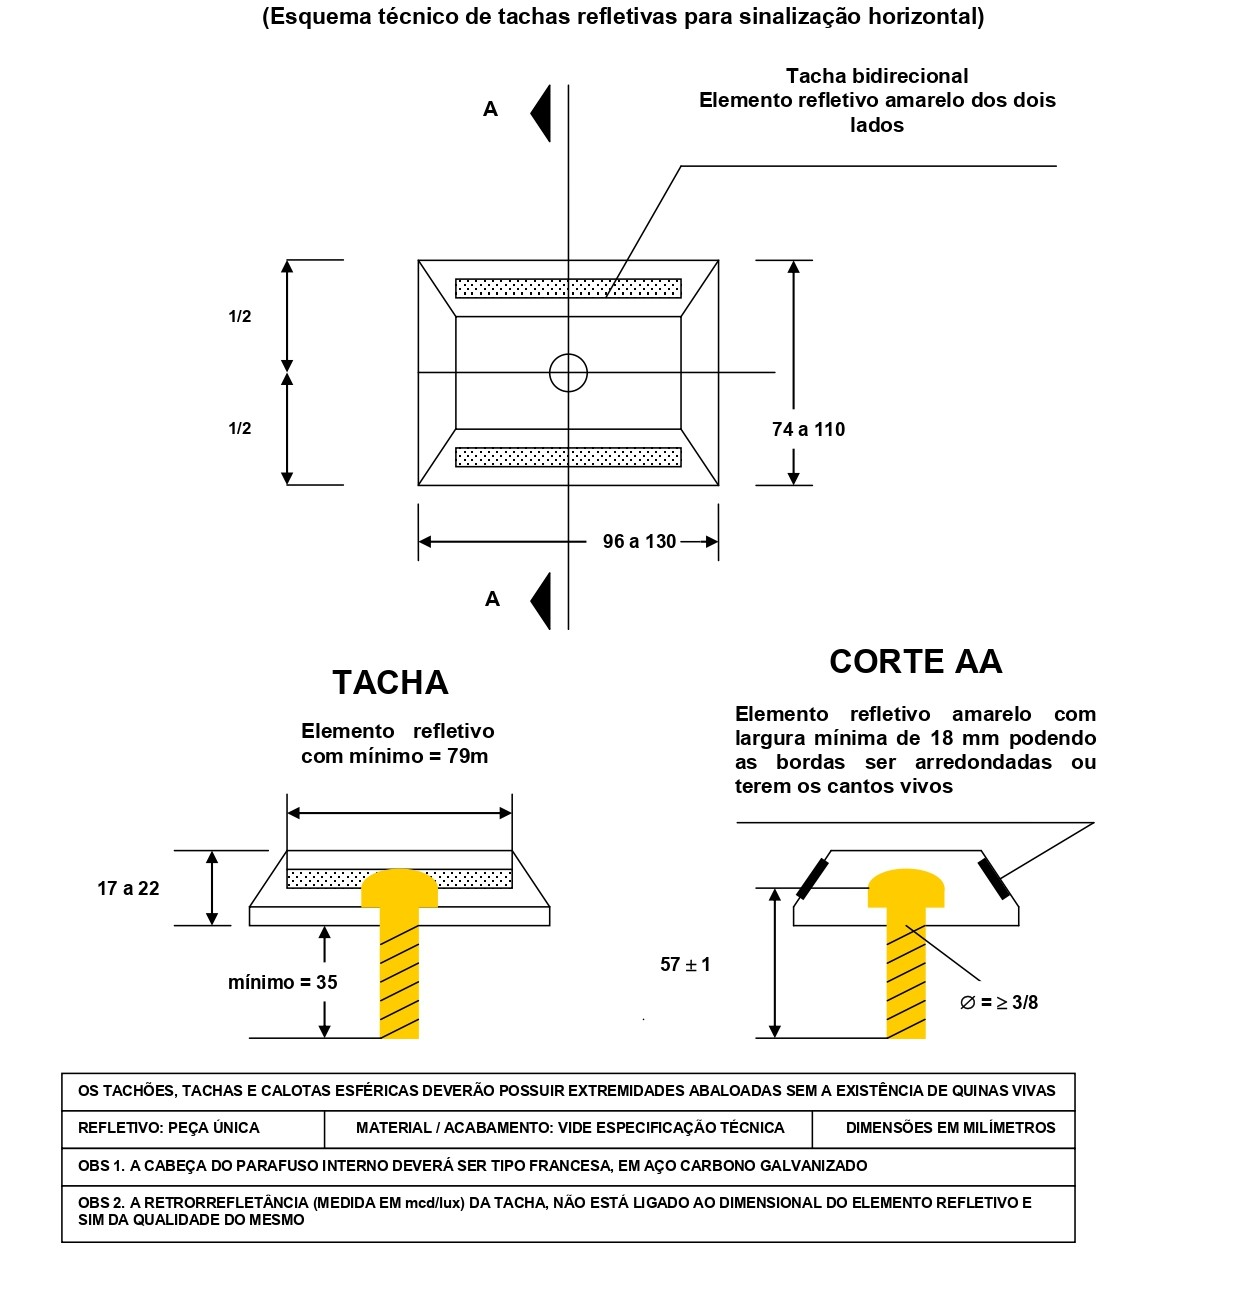 (Esquema técnico de tachas refletivas para sinalização horizontal)
Tacha bidirecional
Elemento refletivo amarelo dos dois
lados
A
1/2
1/2
74 a 110
96 a 130
A
TACHA
Elemento refletivo
com mínimo = 79m
17 a 22
mínimo = 35
CORTE AA
Elemento refletivo amarelo com
largura mínima de 18 mm podendo
as bordas ser arredondadas ou
terem os cantos vivos
57 ± 1
∅ = ≥ 3/8
OS TACHÕES, TACHAS E CALOTAS ESFÉRICAS DEVERÃO POSSUIR EXTREMIDADES ABALOADAS SEM A EXISTÊNCIA DE QUINAS VIVAS
REFLETIVO: PEÇA ÚNICA
MATERIAL / ACABAMENTO: VIDE ESPECIFICAÇÃO TÉCNICA
DIMENSÕES EM MILÍMETROS
OBS 1. A CABEÇA DO PARAFUSO INTERNO DEVERÁ SER TIPO FRANCESA, EM AÇO CARBONO GALVANIZADO
OBS 2. A RETRORREFLETÂNCIA (MEDIDA EM mcd/lux) DA TACHA, NÃO ESTÁ LIGADO AO DIMENSIONAL DO ELEMENTO REFLETIVO E
SIM DA QUALIDADE DO MESMO